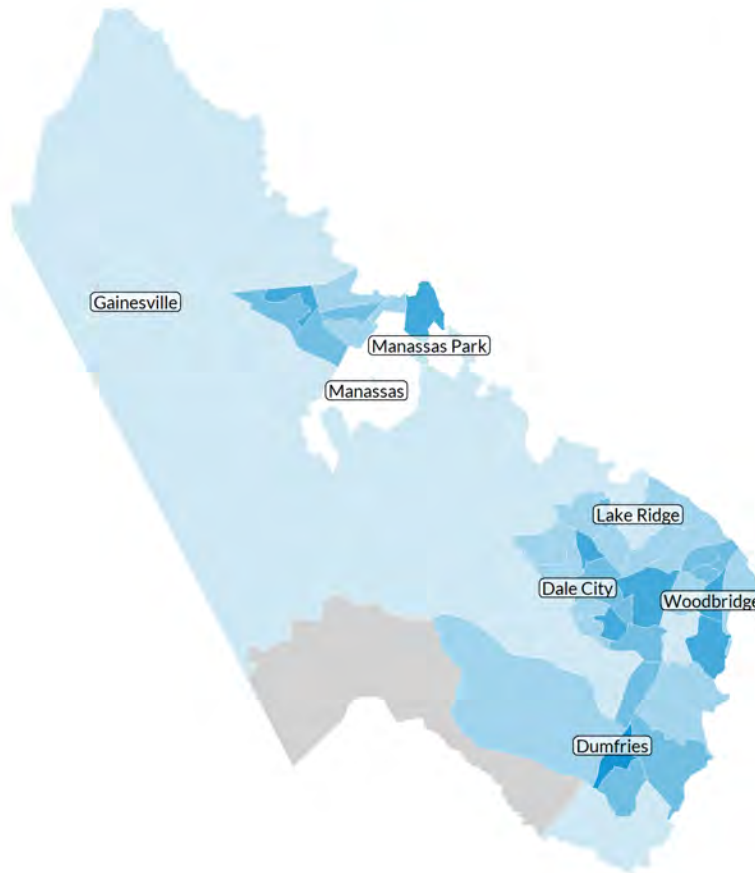 Gainesville
Manassas Park
Manassas
Lake Ridge
Dale City
Woodbridge
Dumfries